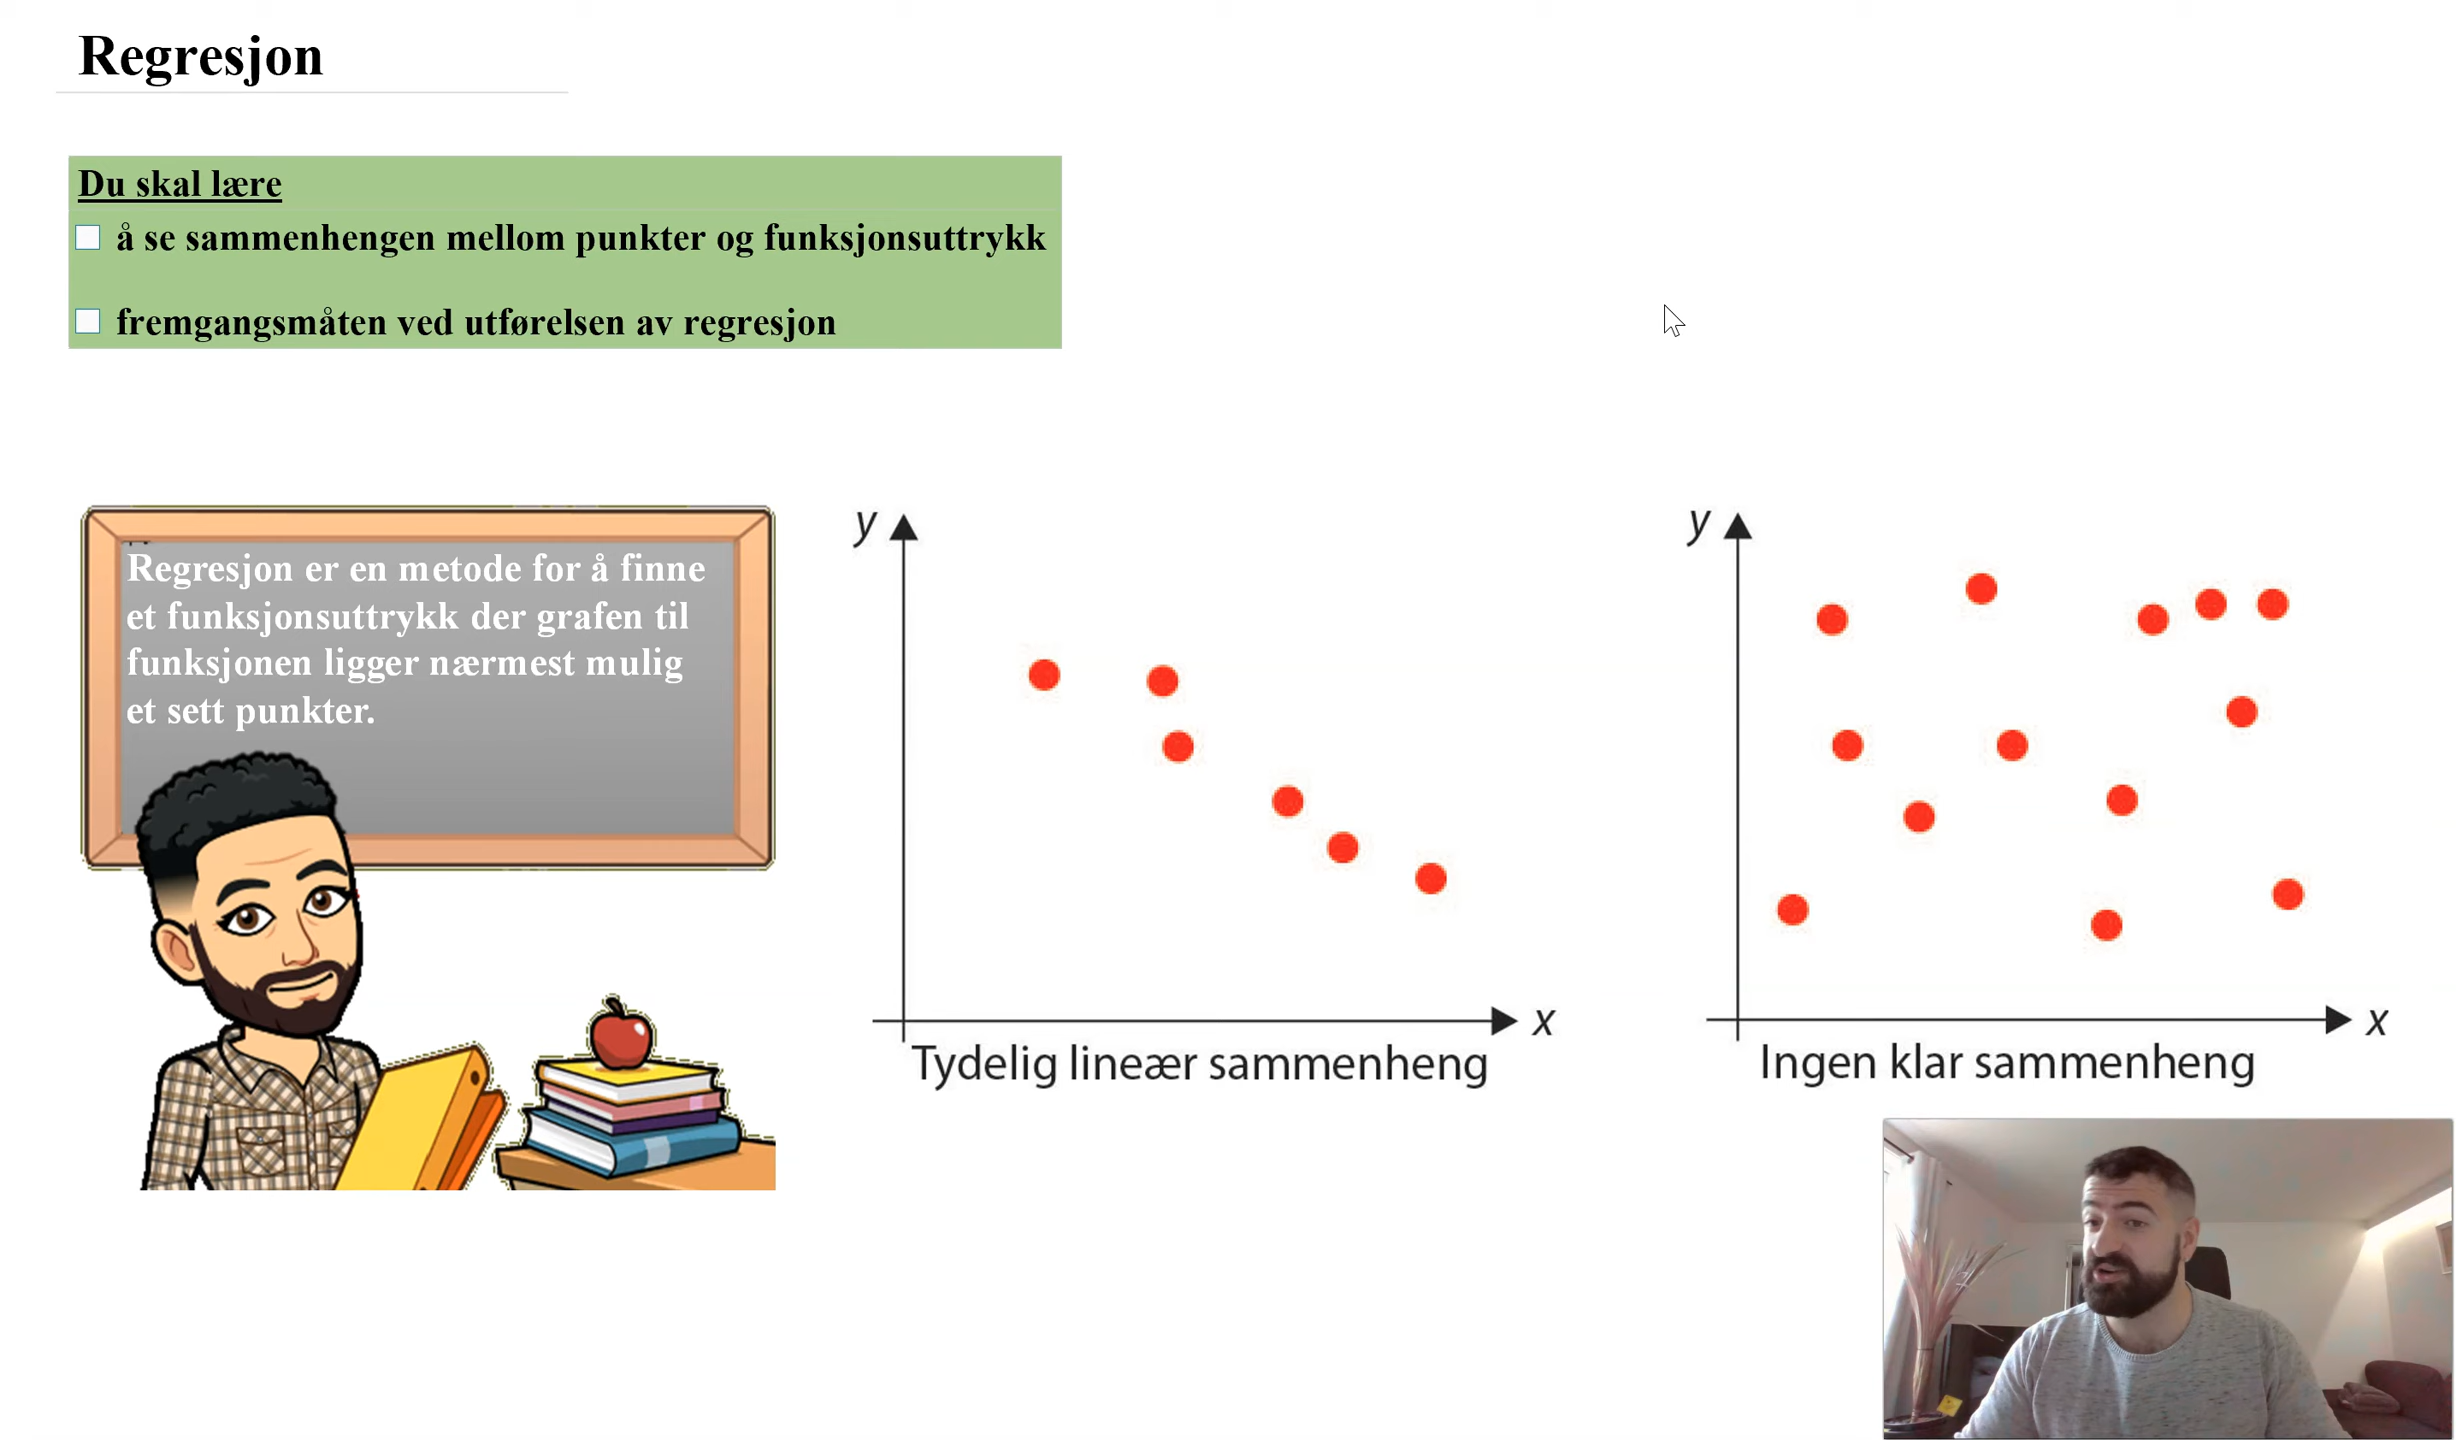 Regresjon
Du skal lære
å se sammenhengen mellom punkter og funksjonsuttrykk
fremgangsmåten ved utførelsen av regresjon
Regresjon er en metode for å finne
et funksjonsuttrykk der grafen til
funksjonen ligger nærmest mulig
et sett punkter.
y
x
Tydelig lineær sammenheng
y
x
Ingen klar sammenheng